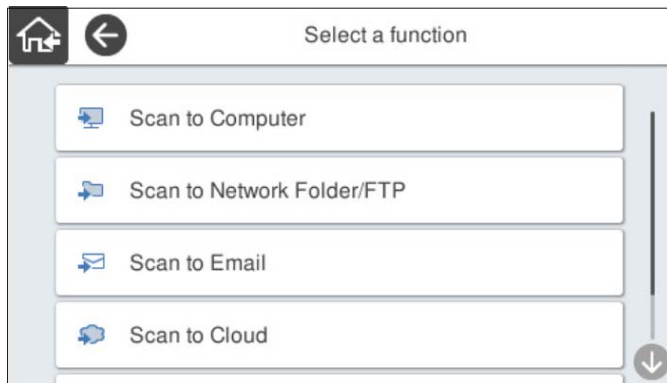 Select a function
Scan to Computer
Scan to Network Folder/FTP
Scan to Email
Scan to Cloud